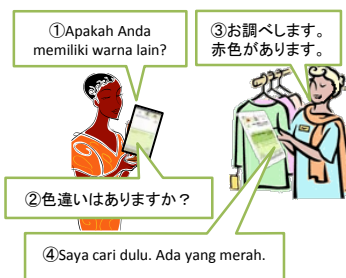 ①Apakah Anda
memiliki warna lain?
③お調べします。
赤色があります。
②色違いはありますか？
④Saya cari dulu. Ada yang merah.